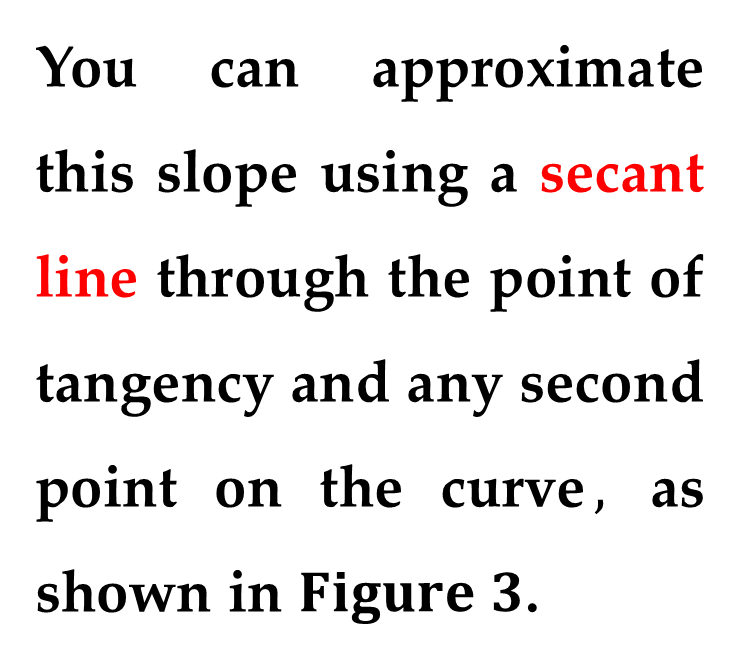 You can approximate
this slope using a secant
line through the point of
tangency and any second
point on the curve, as
shown in Figure 3.